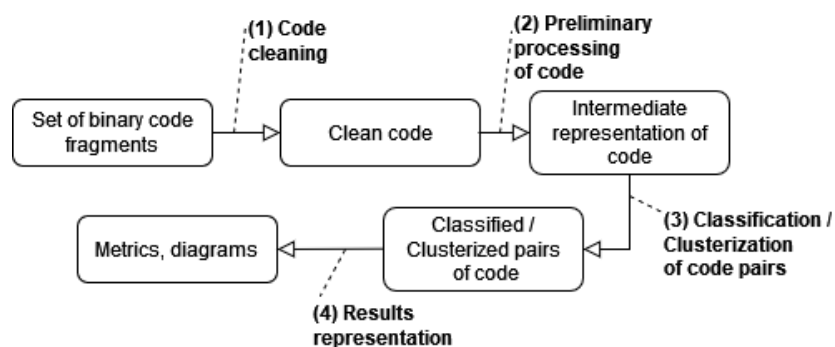 (1) Code
cleaning
(2) Preliminary
processing
of code
Set of binary code
fragments
Clean code
Intermediate
representation of
code
(3) Classification /
Clusterization
of code pairs
Classified /
Clusterized pairs
of code
Metrics, diagrams
(4) Results
representation